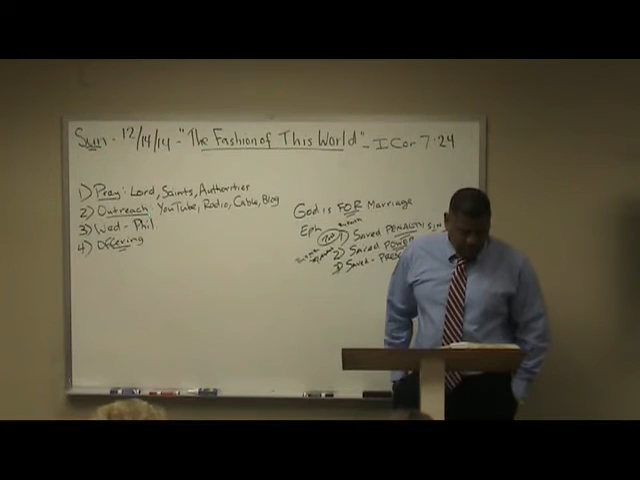 Sun - 12/14/14 - "The Fashion of This World" - I Cor 7:24
1) Pray: Lord, Saints, Authorities
2) Outreach: YouTube, Radio, Cable, Blog
3) Wed - Phil
4) Offering
God is FOR Marriage
Eph
1) Saved PENALTY SIN
2) Saved POWER
3) Saved - PRES